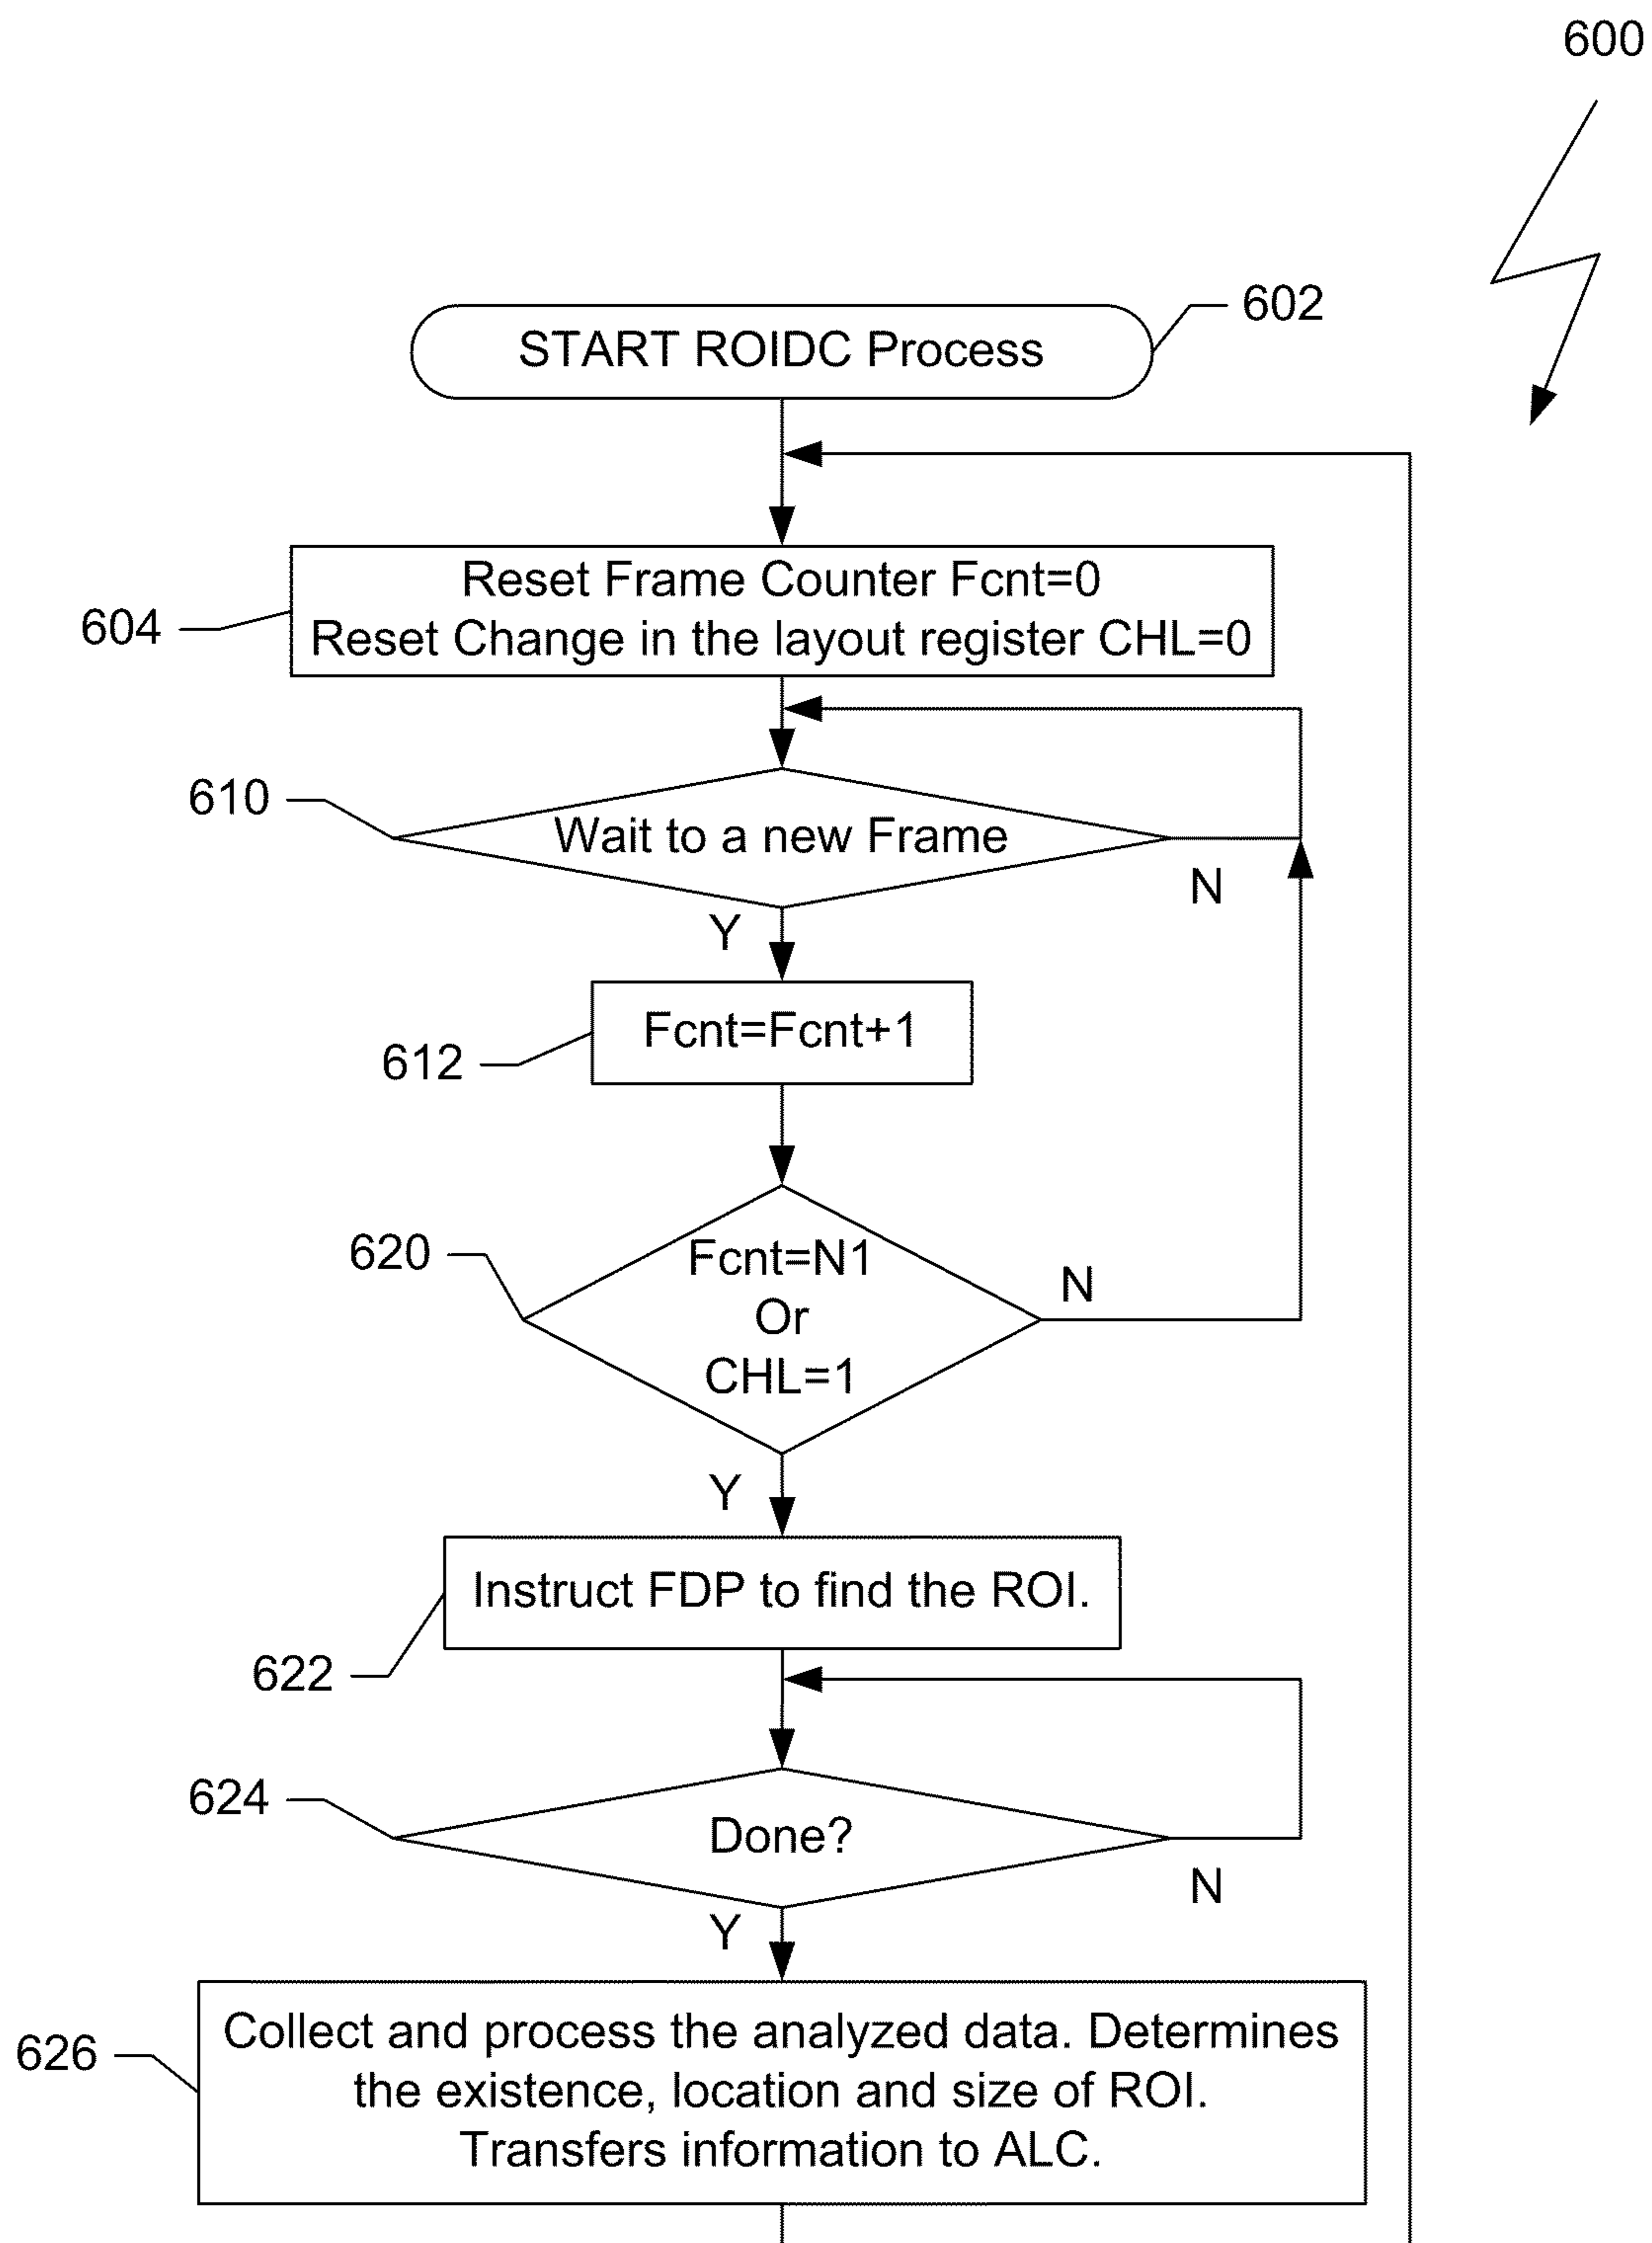 600
START ROIDC Process
602
Reset Frame Counter Fcnt=0
Reset Change in the layout register CHL=0
604
610
Wait to a new Frame
N
Y
Fcnt=Fcnt+1
612
620
Fcnt=N1
Or
CHL=1
N
Y
Instruct FDP to find the ROI.
622
624
Done?
N
Y
626
Collect and process the analyzed data. Determines
the existence, location and size of ROI.
Transfers information to ALC.